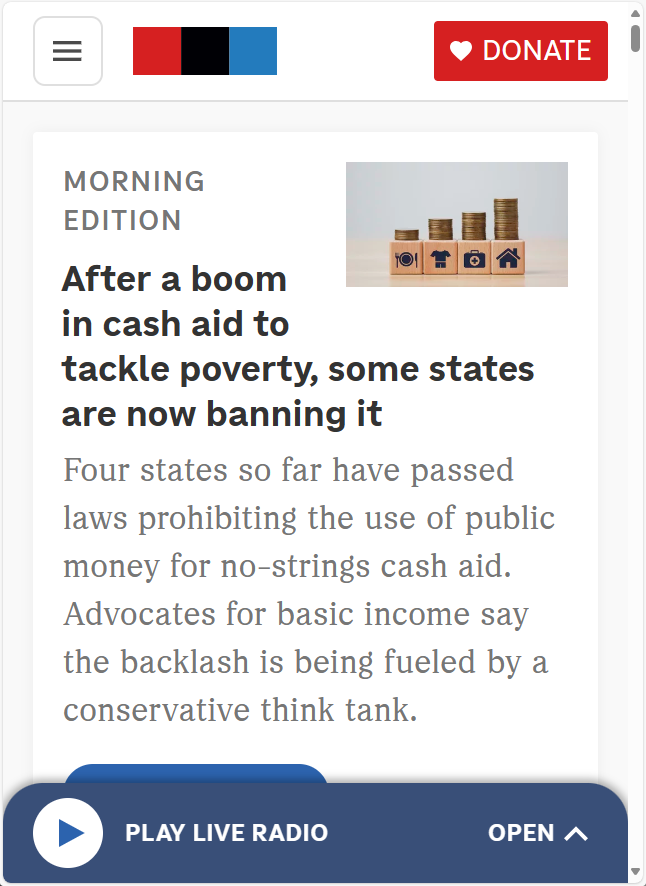 DONATE
MORNING
EDITION
After a boom
in cash aid to
tackle poverty, some states
are now banning it
Four states so far have passed
laws prohibiting the use of public
money for no-strings cash aid.
Advocates for basic income say
the backlash is being fueled by a
conservative think tank.
PLAY LIVE RADIO
OPEN